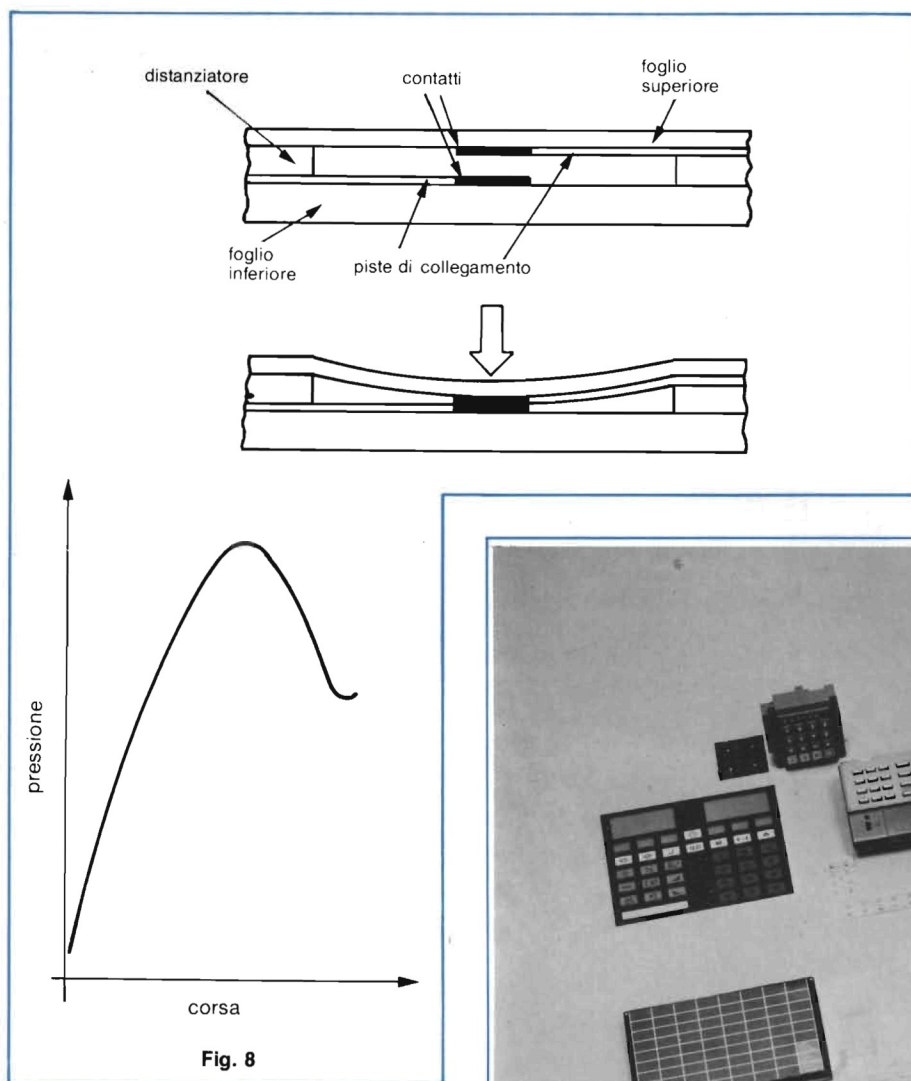 distanziatore
contatti
foglio
superiore
foglio
inferiore
piste di collegamento
pressione
corsa
Fig. 8